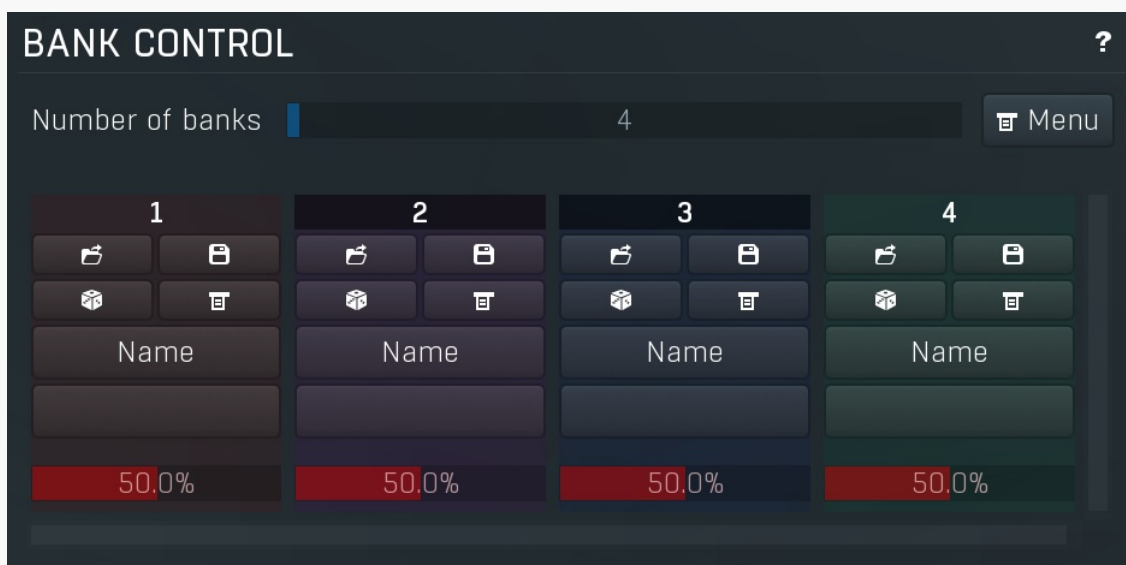 BANK CONTROL ?
Number of banks 4 Menu
1 2 3 4
Name Name Name Name
50.0% 50.0% 50.0% 50.0%